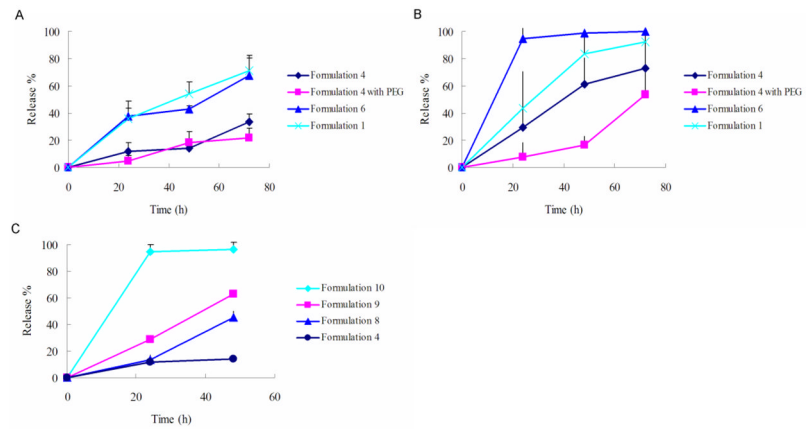 A
100
80
60
40
20
0
Release %
0 20 40 60 80
Time (h)
Formulation 4
Formulation 4 with PEG
Formulation 6
Formulation 1
B
100
80
60
40
20
0
Release %
0 20 40 60 80
Time (h)
Formulation 4
Formulation 4 with PEG
Formulation 6
Formulation 1
C
100
80
60
40
20
0
Release %
0 20 40 60
Time (h)
Formulation 10
Formulation 9
Formulation 8
Formulation 4